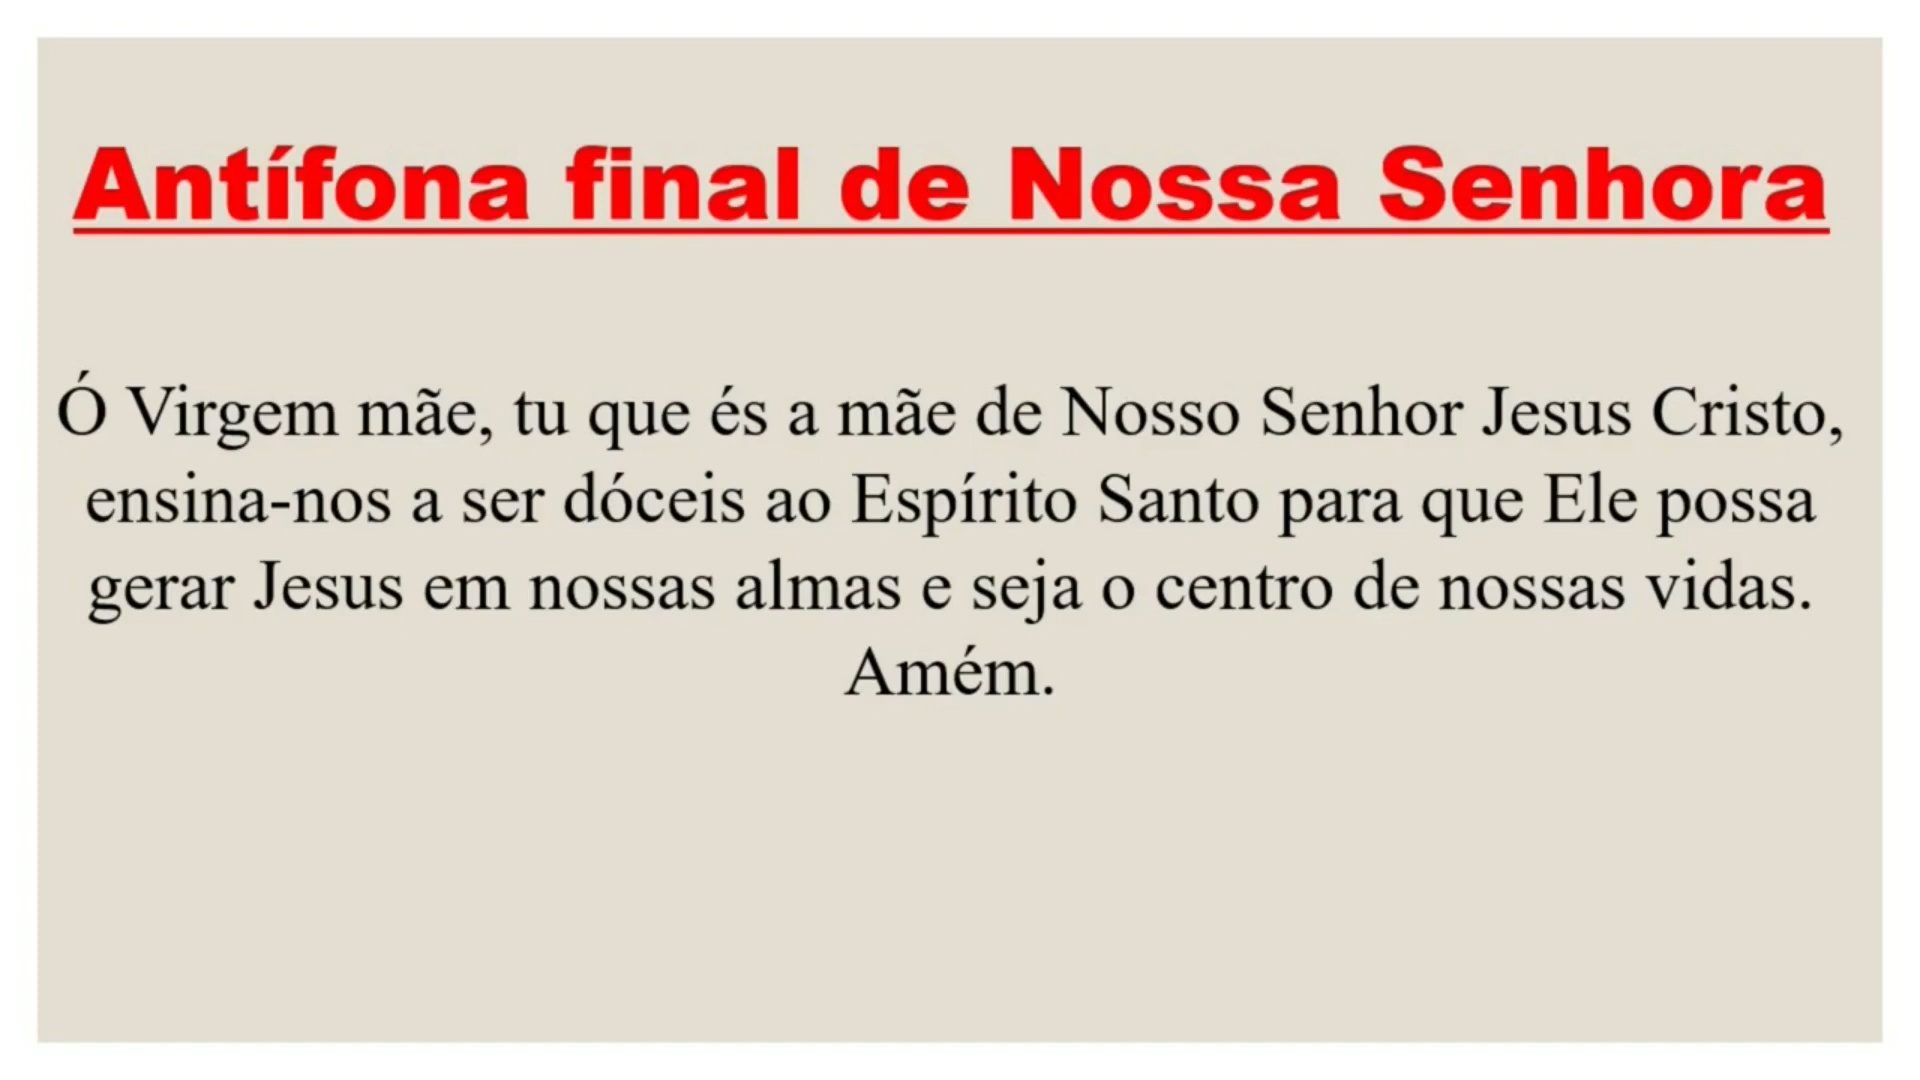 Antífona final de Nossa Senhora
Ó Virgem mãe, tu que és a mãe de Nosso Senhor Jesus Cristo,
ensina-nos a ser dóceis ao Espírito Santo para que Ele possa
gerar Jesus em nossas almas e seja o centro de nossas vidas.
Amém.